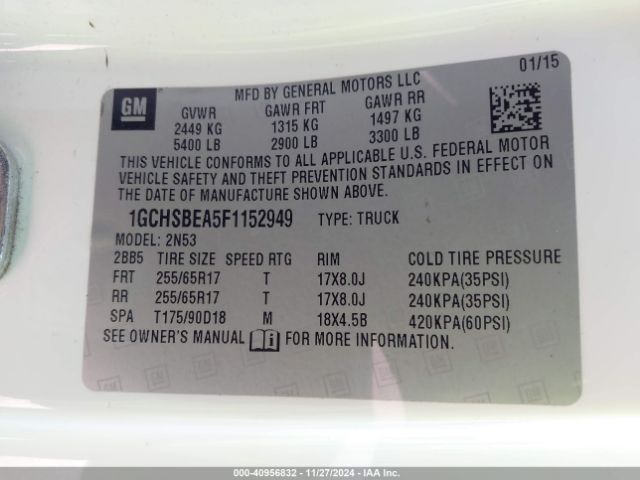 MFD BY GENERAL MOTORS LLC 01/15
GM
GVWR GAWR FRT GAWR RR
2449 KG 1315 KG 1497 KG
5400 LB 2900 LB 3300 LB
THIS VEHICLE CONFORMS TO ALL APPLICABLE U.S. FEDERAL MOTOR
VEHICLE SAFETY AND THEFT PREVENTION STANDARDS IN EFFECT ON
THE DATE OF MANUFACTURE SHOWN ABOVE.
1GCHSBEA5F1152949 TYPE: TRUCK
MODEL: 2N53
2BB5 TIRE SIZE SPEED RTG RIM COLD TIRE PRESSURE
FRT 255/65R17 T 17X8.0J 240KPA(35PSI)
RR 255/65R17 T 17X8.0J 240KPA(35PSI)
SPA T175/90D18 M 18X4.5B 420KPA(60PSI)
SEE OWNER'S MANUAL i FOR MORE INFORMATION.
000-40956832 - 11/27/2024 - IAA Inc.